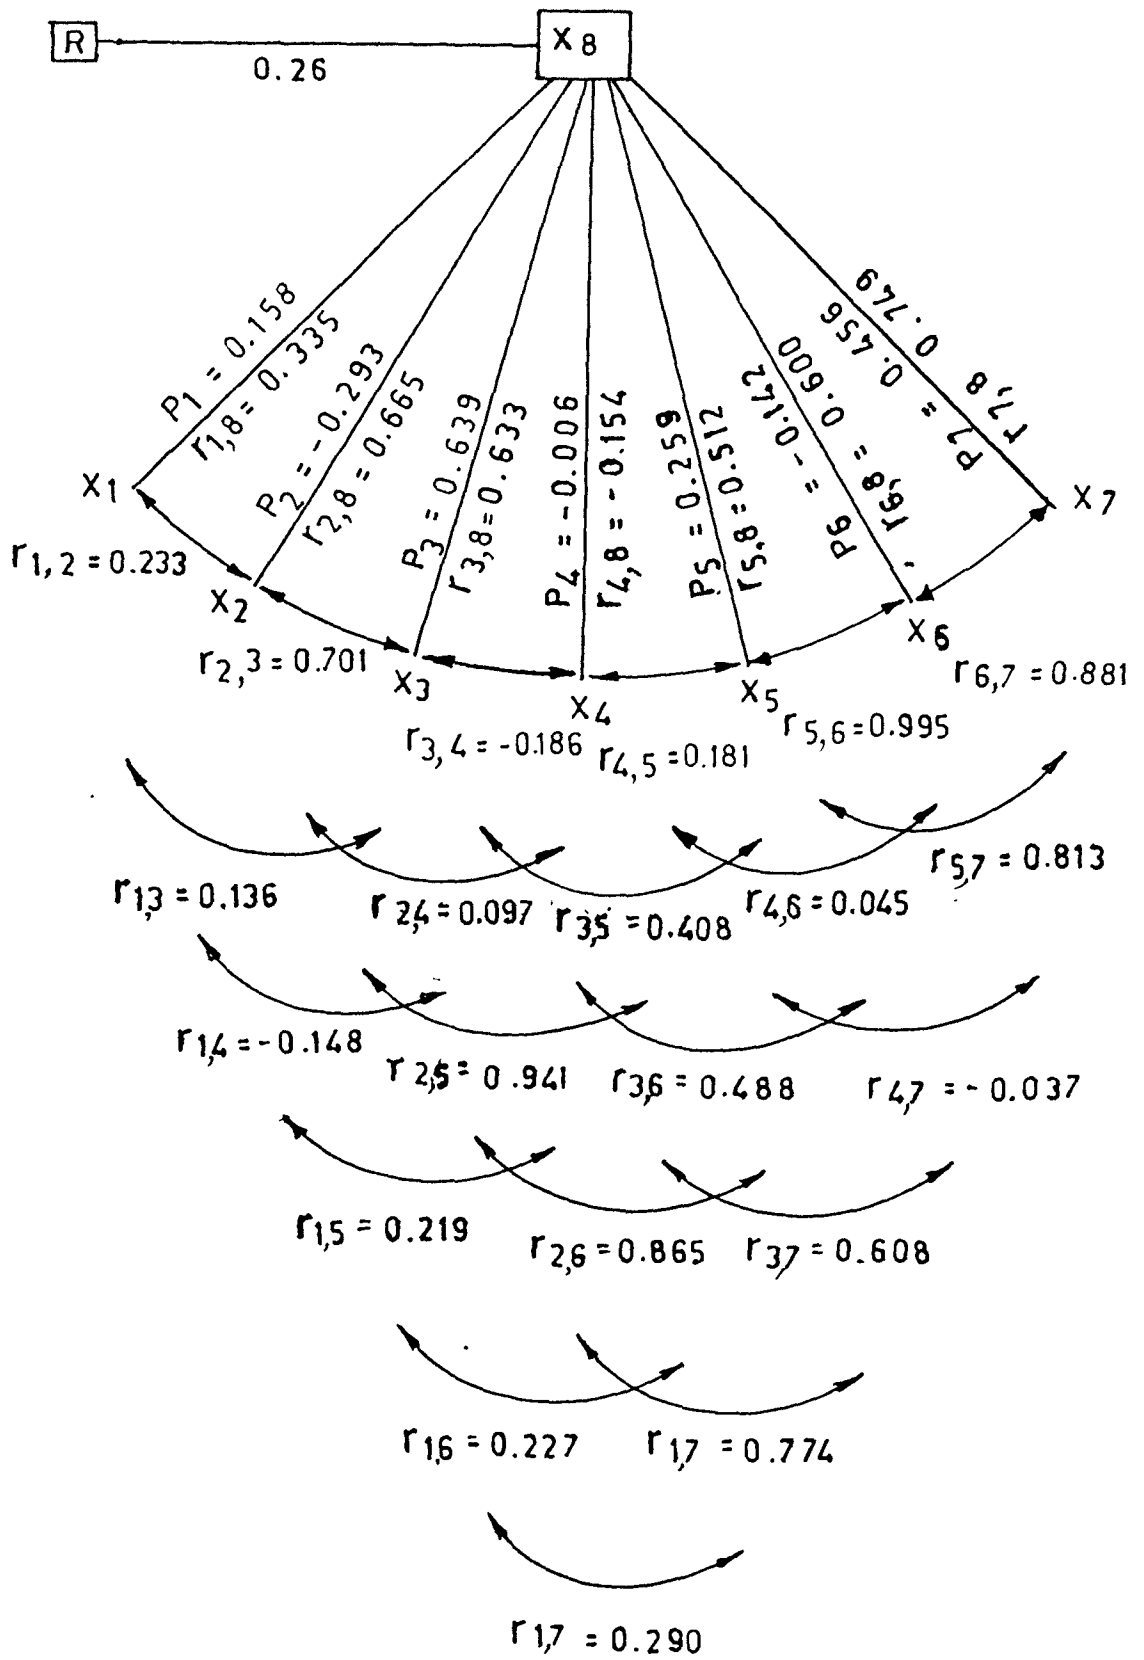 R
X8
0.26
P1 = 0.158
r1,8 = 0.335
P2 = -0.293
r2,8 = 0.665
P3 = 0.639
r3,8 = 0.633
P4 = -0.006
r4,8 = -0.154
P5 = 0.259
r5,8 = 0.512
P6 = -0.142
r6,8 = 0.600
P7 = 0.456
r7,8 0.749
X1
X2
X3
X4
X5
X6
X7
r1,2 = 0.233
r2,3 = 0.701
r3,4 = -0.186
r4,5 = 0.181
r5,6 = 0.995
r6,7 = 0.881
r1,3 = 0.136
r2,4 = 0.097
r3,5 = 0.408
r4,6 = 0.045
r5,7 = 0.813
r1,4 = -0.148
r2,5 = 0.941
r3,6 = 0.488
r4,7 = -0.037
r1,5 = 0.219
r2,6 = 0.865
r3,7 = 0.608
r1,6 = 0.227
r1,7 = 0.774
r1,7 = 0.290